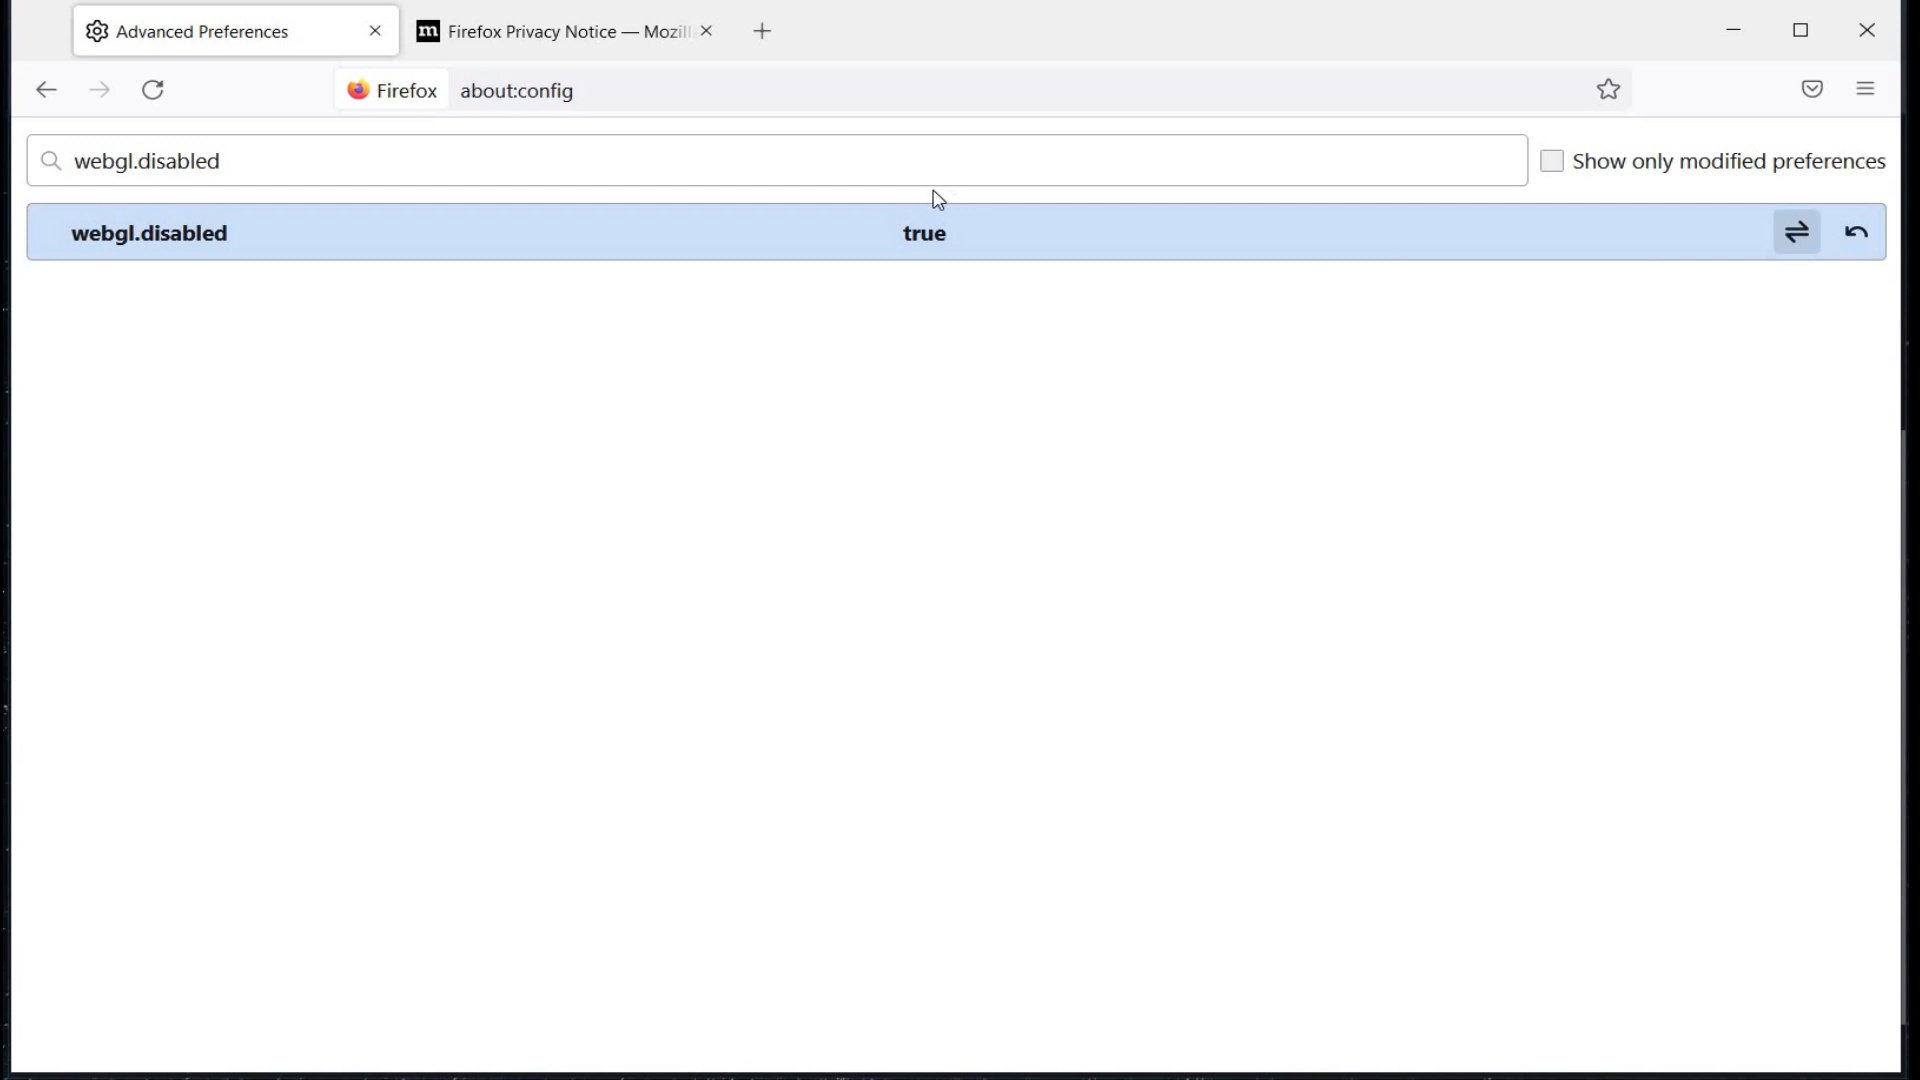 Advanced Preferences
Firefox Privacy Notice — Mozill
Firefox about:config
webgl.disabled
Show only modified preferences
webgl.disabled true